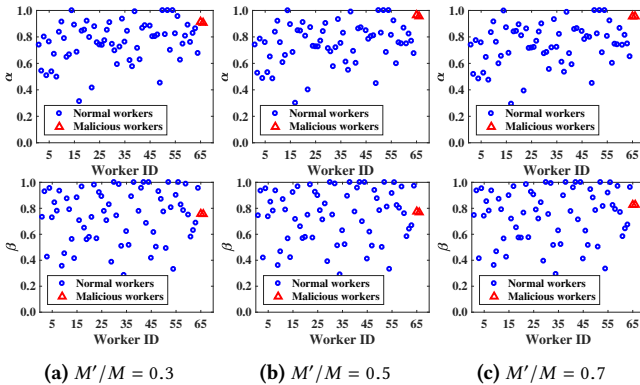 1.0
0.8
0.6
0.4
0.2
0.0
α
Normal workers
Malicious workers
5 15 25 35 45 55 65
Worker ID
1.0
0.8
0.6
0.4
0.2
0.0
α
Normal workers
Malicious workers
5 15 25 35 45 55 65
Worker ID
1.0
0.8
0.6
0.4
0.2
0.0
α
Normal workers
Malicious workers
5 15 25 35 45 55 65
Worker ID
1.0
0.8
0.6
0.4
0.2
0.0
β
Normal workers
Malicious workers
5 15 25 35 45 55 65
Worker ID
1.0
0.8
0.6
0.4
0.2
0.0
β
Normal workers
Malicious workers
5 15 25 35 45 55 65
Worker ID
1.0
0.8
0.6
0.4
0.2
0.0
β
Normal workers
Malicious workers
5 15 25 35 45 55 65
Worker ID
(a) M′/M = 0.3
(b) M′/M = 0.5
(c) M′/M = 0.7